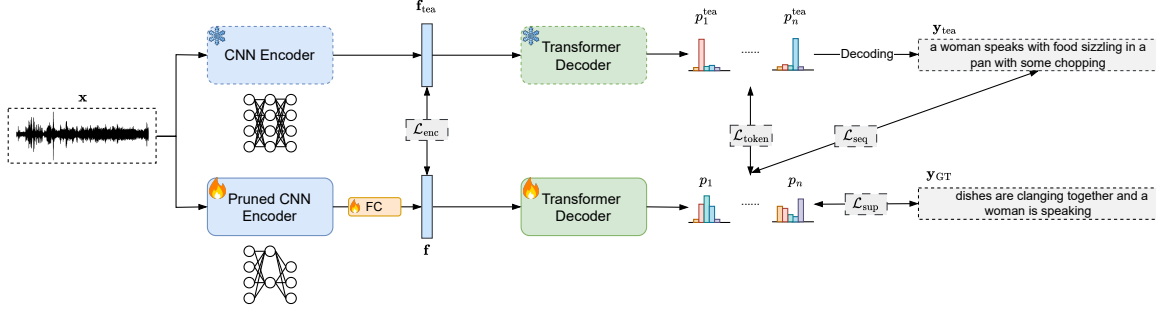 f_tea
p_1^tea
p_n^tea
y_tea
CNN Encoder
Transformer
Decoder
......
Decoding
a woman speaks with food sizzling in a
pan with some chopping
x
ℒ_enc
ℒ_token
ℒ_seq
Pruned CNN
Encoder
FC
f
Transformer
Decoder
p_1
p_n
......
ℒ_sup
y_GT
dishes are clanging together and a
woman is speaking